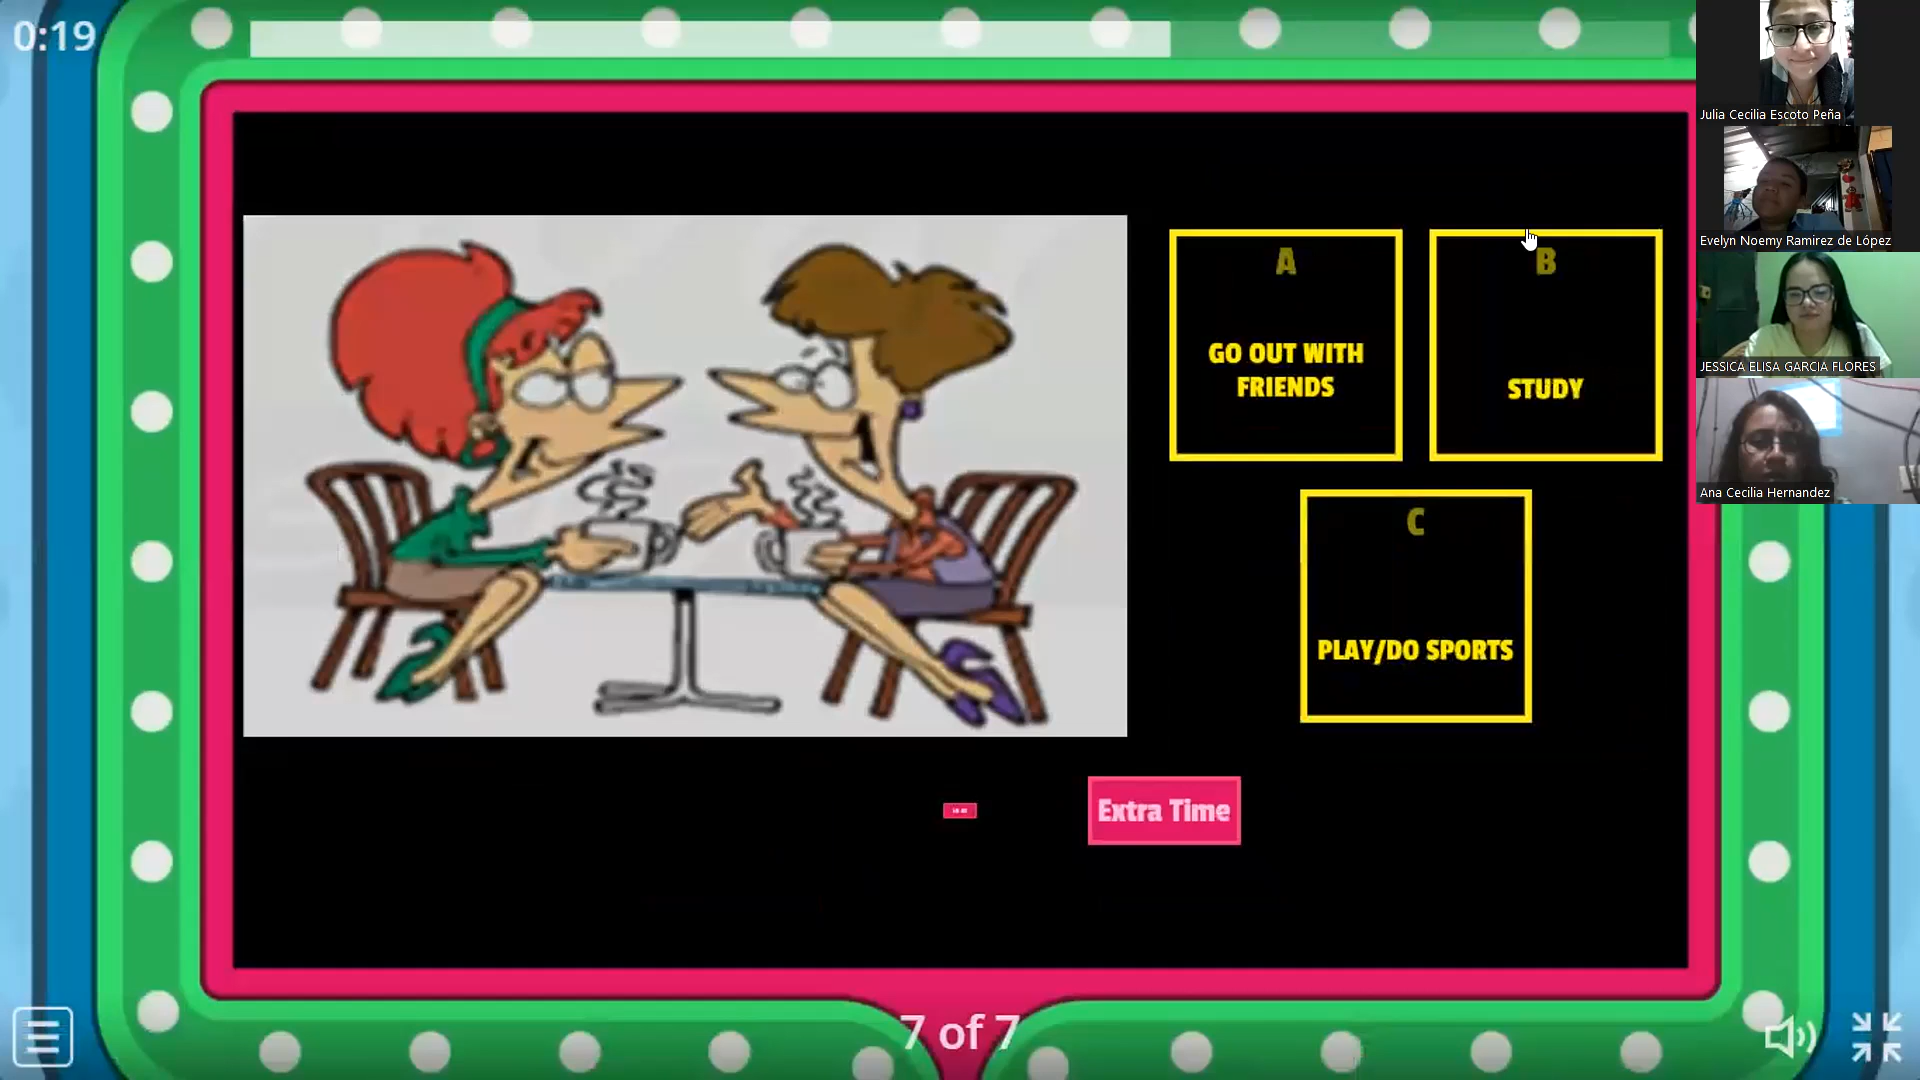 0:19
A
GO OUT WITH
FRIENDS
B
STUDY
C
PLAY/DO SPORTS
Extra Time
7 of 7
Julia Cecilia Escoto Peña
Evelyn Noemy Ramirez de López
JESSICA ELISA GARCIA FLORES
Ana Cecilia Hernandez